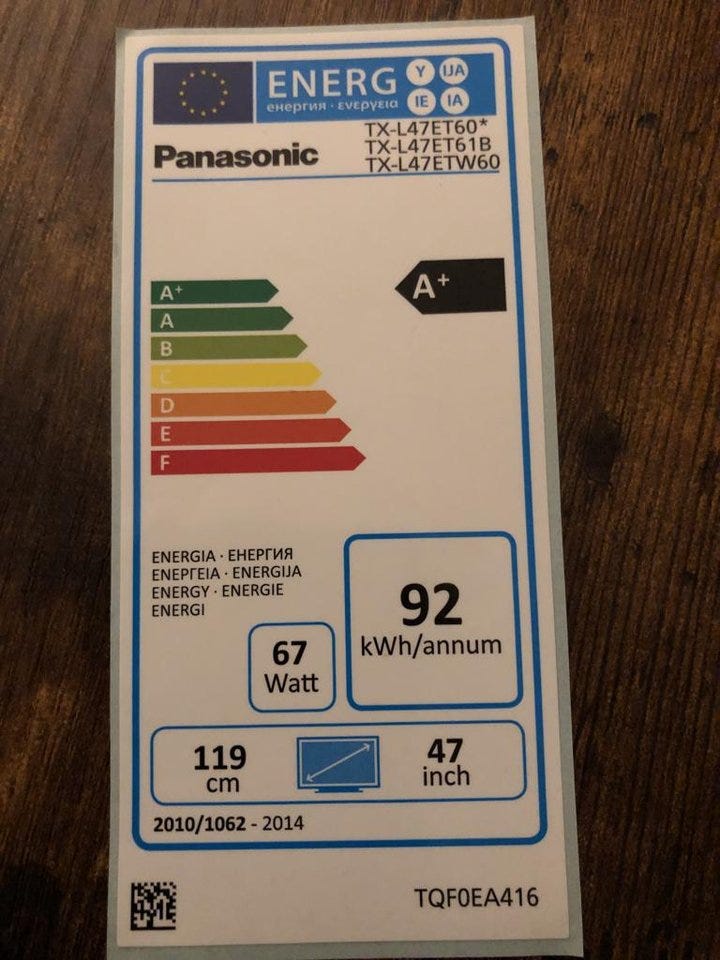 ENERG Y IJA
енергия · ενεργεια IE IA
Panasonic
TX-L47ET60*
TX-L47ET61B
TX-L47ETW60
A+
A+
A
B
C
D
E
F
ENERGIA · ЕНЕРГИЯ
ΕΝΕΡΓΕΙΑ · ENERGIJA
ENERGY · ENERGIE
ENERGI
92
kWh/annum
67
Watt
119
cm
47
inch
2010/1062 - 2014
TQF0EA416